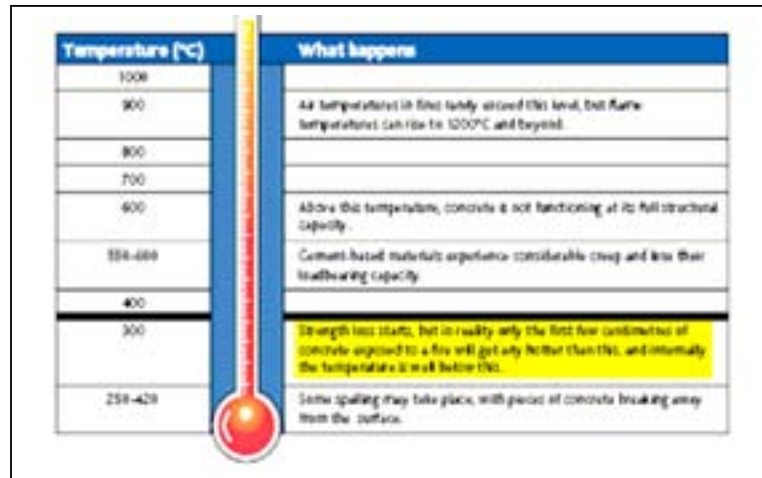 Temperature (°C) What happens
1000
900 Air temperatures in fires rarely exceed this level, but flame
temperatures can rise to 1200°C and beyond.
800
700
600 Above this temperature, concrete is not functioning at its full structural
capacity.
550-600 Cement-based materials experience considerable creep and lose their
loadbearing capacity.
400
300 Strength loss starts, but in reality only the first few centimetres of
concrete exposed to a fire will get any hotter than this, and internally
the temperature is well below this.
250-420 Some spalling may take place, with pieces of concrete breaking away
from the surface.